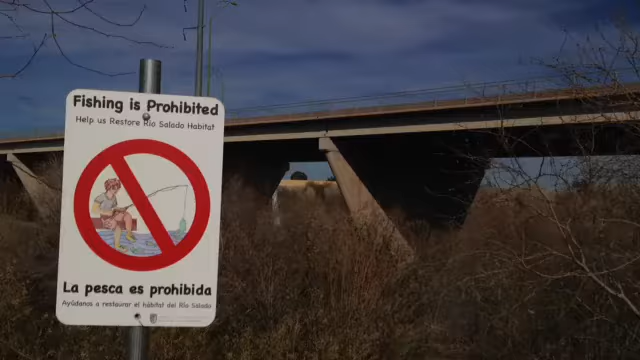 Fishing is Prohibited
Help us Restore Rio Salado Habitat
La pesca es prohibida
Ayúdanos a restaurar el hábitat del Río Salado